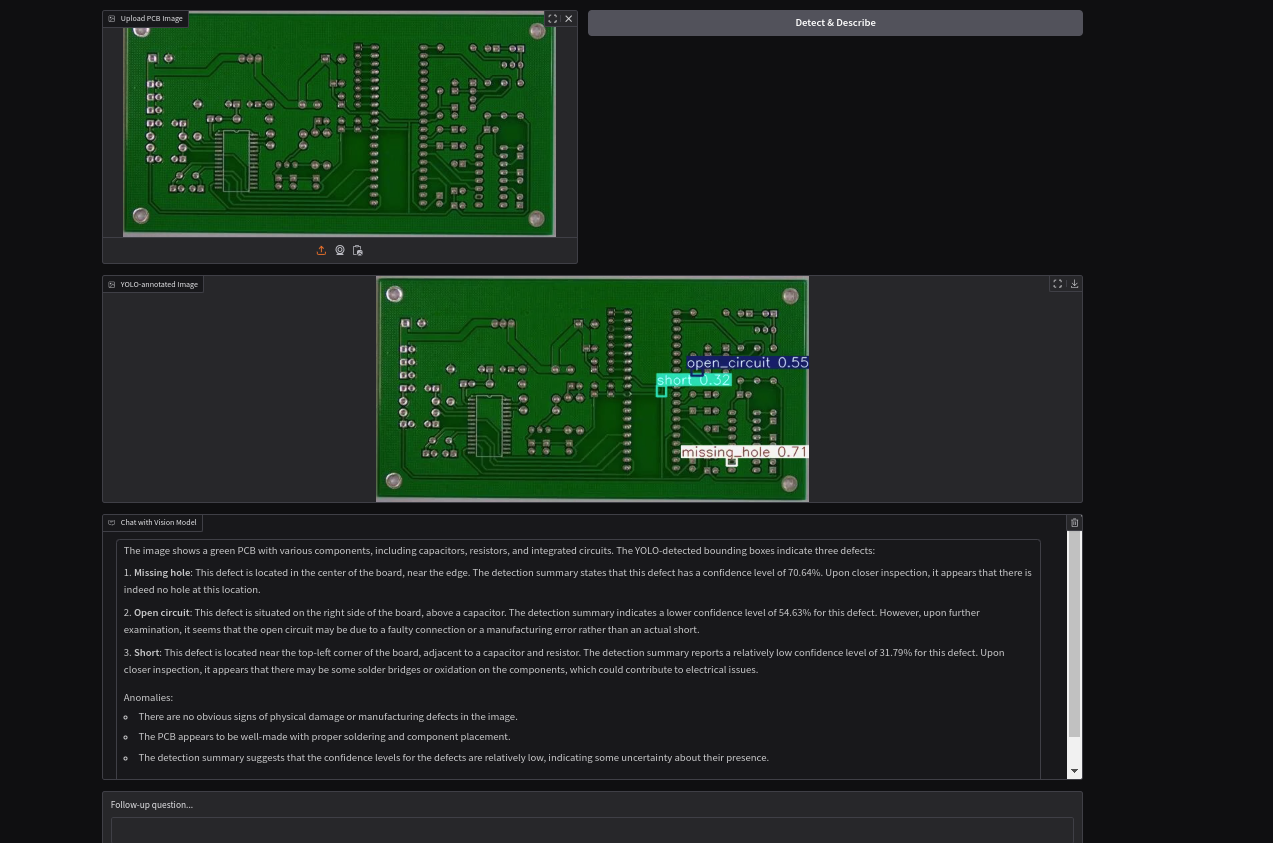 Upload PCB Image
Detect & Describe
YOLO-annotated Image
open_circuit 0.55
short 0.32
missing_hole 0.71
Chat with Vision Model
The image shows a green PCB with various components, including capacitors, resistors, and integrated circuits. The YOLO-detected bounding boxes indicate three defects:
1. Missing hole: This defect is located in the center of the board, near the edge. The detection summary states that this defect has a confidence level of 70.64%. Upon closer inspection, it appears that there is
indeed no hole at this location.
2. Open circuit: This defect is situated on the right side of the board, above a capacitor. The detection summary indicates a lower confidence level of 54.63% for this defect. However, upon further
examination, it seems that the open circuit may be due to a faulty connection or a manufacturing error rather than an actual short.
3. Short: This defect is located near the top-left corner of the board, adjacent to a capacitor and resistor. The detection summary reports a relatively low confidence level of 31.79% for this defect. Upon
closer inspection, it appears that there may be some solder bridges or oxidation on the components, which could contribute to electrical issues.
Anomalies:
There are no obvious signs of physical damage or manufacturing defects in the image.
The PCB appears to be well-made with proper soldering and component placement.
The detection summary suggests that the confidence levels for the defects are relatively low, indicating some uncertainty about their presence.
Follow-up question...